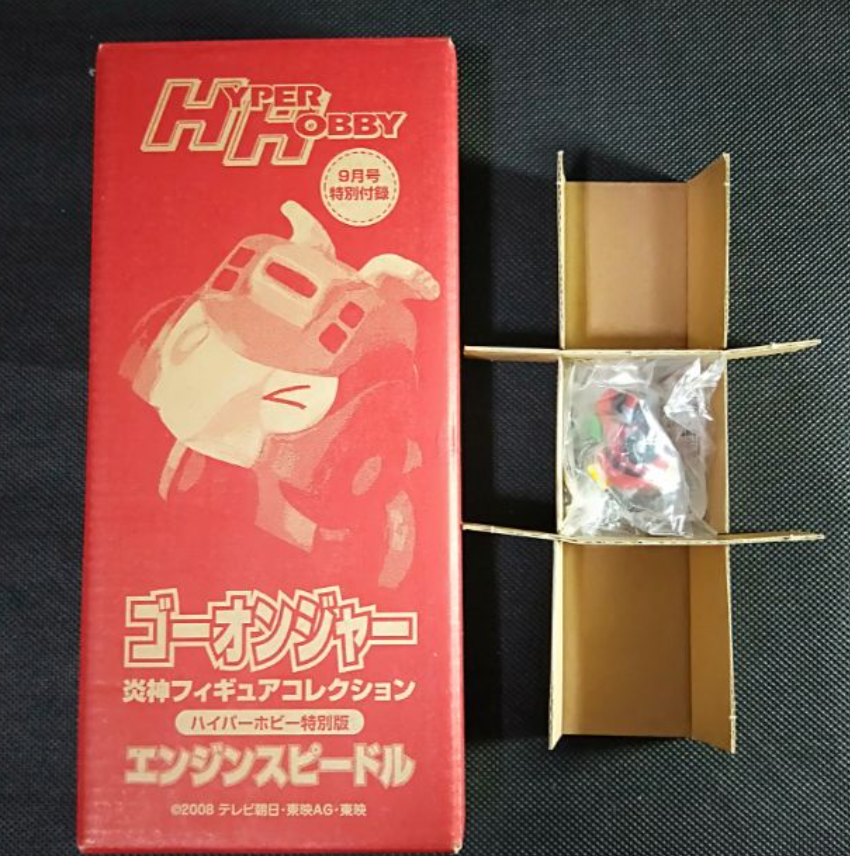 HYPER
HOBBY
9月号
特別付録
ゴーオンジャー
炎神フィギュアコレクション
ハイパーホビー特別版
エンジンスピードル
©2008 テレビ朝日・東映AG・東映